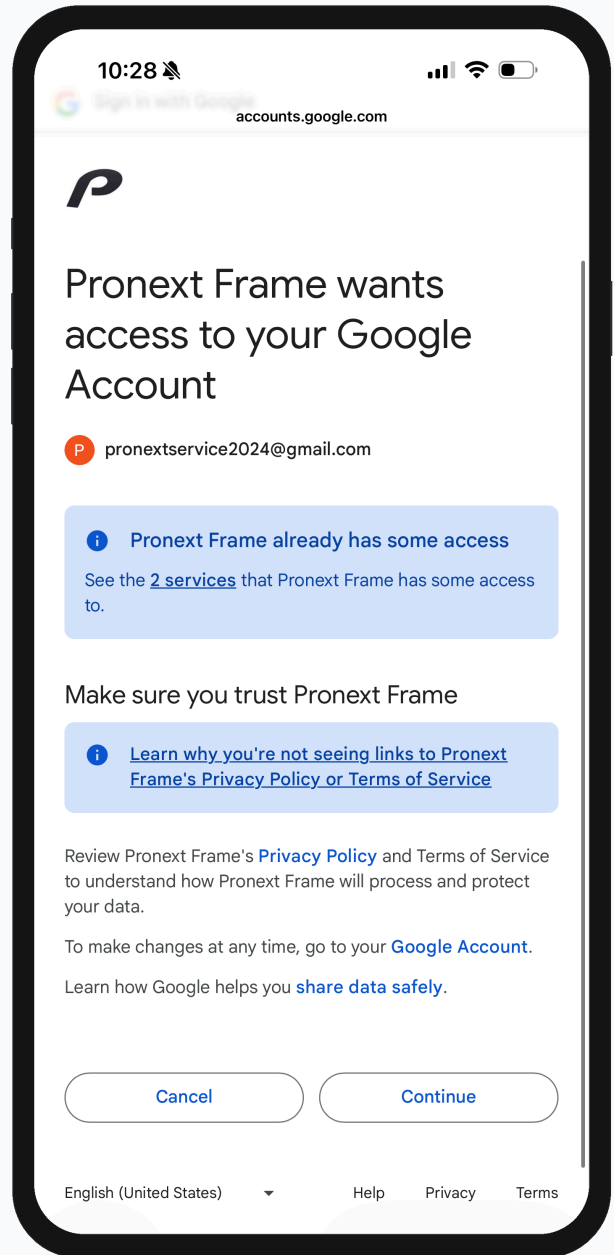 10:28
Sign in with Google
accounts.google.com
Pronext Frame wants
access to your Google
Account
P pronextservice2024@gmail.com
Pronext Frame already has some access
See the 2 services that Pronext Frame has some access
to.
Make sure you trust Pronext Frame
Learn why you're not seeing links to Pronext
Frame's Privacy Policy or Terms of Service
Review Pronext Frame's Privacy Policy and Terms of Service
to understand how Pronext Frame will process and protect
your data.
To make changes at any time, go to your Google Account.
Learn how Google helps you share data safely.
Cancel Continue
English (United States) Help Privacy Terms